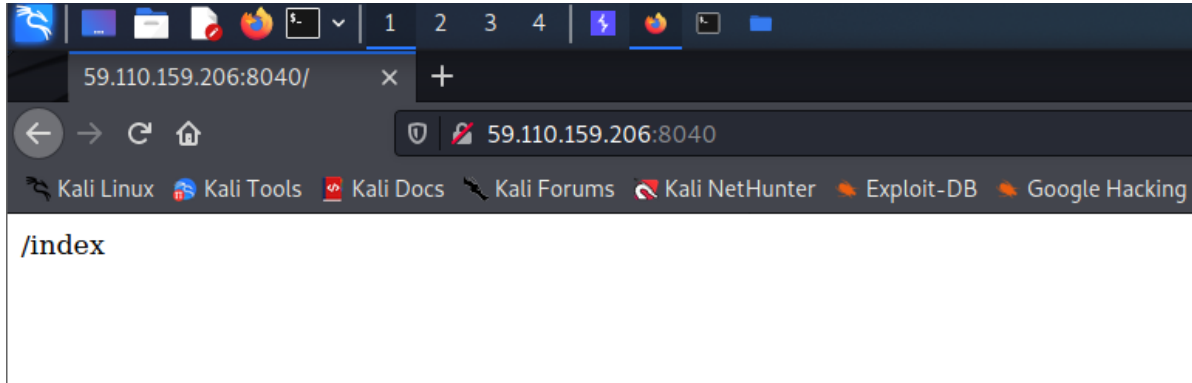 1 2 3 4
59.110.159.206:8040/
59.110.159.206:8040
Kali Linux Kali Tools Kali Docs Kali Forums Kali NetHunter Exploit-DB Google Hacking
/index